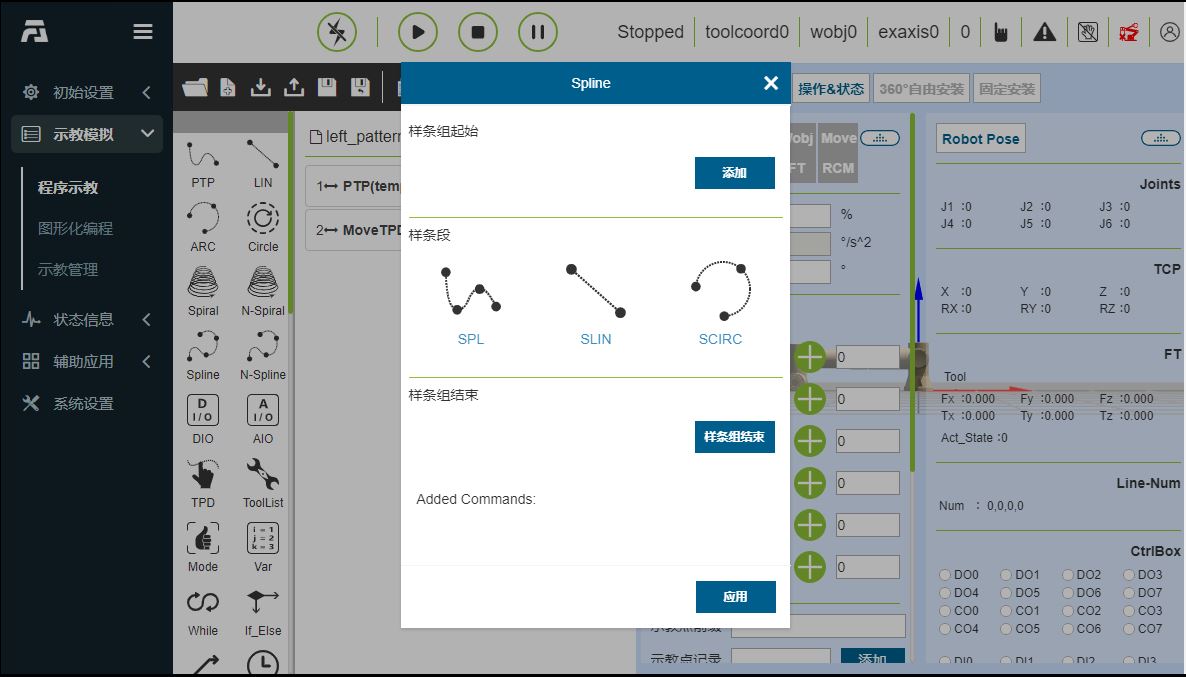 Stopped
toolcoord0
wobj0
exaxis0
0
初始设置
示教模拟
程序示教
图形化编程
示教管理
状态信息
辅助应用
系统设置
PTP
LIN
ARC
Circle
Spiral
N-Spiral
Spline
N-Spline
D
I/O
A
I/O
DIO
AIO
TPD
ToolList
i = 1
j = 2
k = 3
Mode
Var
While
If_Else
left_pattern
1 PTP(tem
2 MoveTPD
Spline
样条组起始
添加
样条段
SPL
SLIN
SCIRC
样条组结束
样条组结束
Added Commands:
应用
操作&状态
360°自由安装
固定安装
obj
Move
FT
RCM
%
°/s^2
°
0
0
0
0
0
0
示教点前缀
示教点记录
添加
Robot Pose
Joints
J1 :0 J2 :0 J3 :0
J4 :0 J5 :0 J6 :0
TCP
X :0 Y :0 Z :0
RX :0 RY :0 RZ :0
FT
Tool
Fx :0.000 Fy :0.000 Fz :0.000
Tx :0.000 Ty :0.000 Tz :0.000
Act_State :0
Line-Num
Num : 0,0,0,0
CtrlBox
DO0 DO1 DO2 DO3
DO4 DO5 DO6 DO7
CO0 CO1 CO2 CO3
CO4 CO5 CO6 CO7
DI0 DI1 DI2 DI3